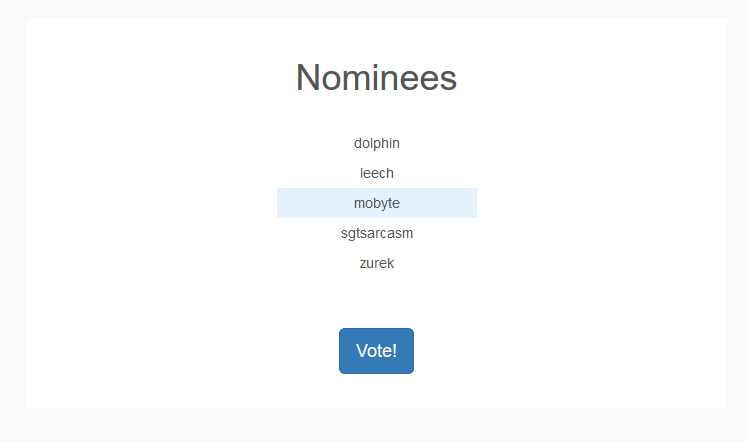 Nominees
dolphin
leech
mobyte
sgtsarcasm
zurek
Vote!